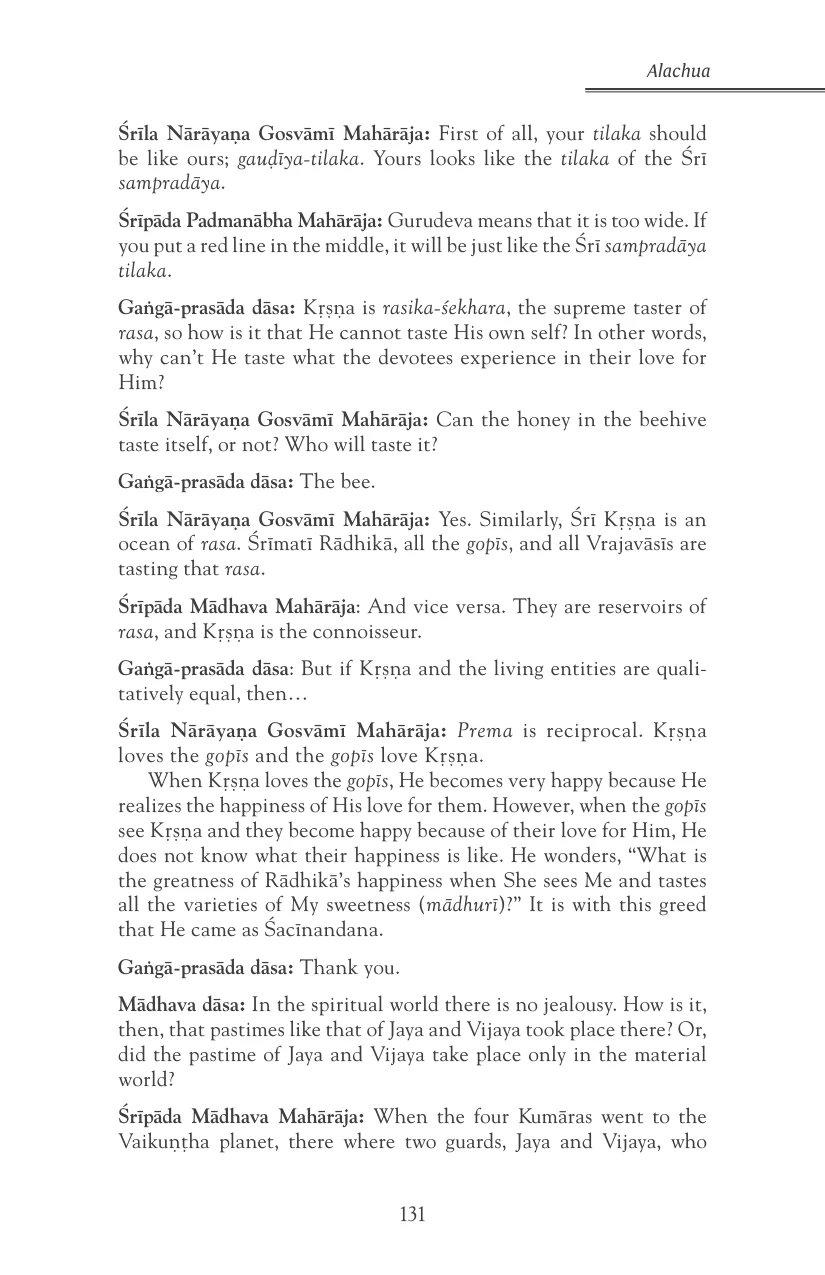 Alachua
Śrīla Nārāyaṇa Gosvāmī Mahārāja: First of all, your tilaka should
be like ours; gauḍīya-tilaka. Yours looks like the tilaka of the Śrī
sampradāya.
Śrīpāda Padmanābha Mahārāja: Gurudeva means that it is too wide. If
you put a red line in the middle, it will be just like the Śrī sampradāya
tilaka.
Gaṅgā-prasāda dāsa: Kṛṣṇa is rasika-śekhara, the supreme taster of
rasa, so how is it that He cannot taste His own self? In other words,
why can’t He taste what the devotees experience in their love for
Him?
Śrīla Nārāyaṇa Gosvāmī Mahārāja: Can the honey in the beehive
taste itself, or not? Who will taste it?
Gaṅgā-prasāda dāsa: The bee.
Śrīla Nārāyaṇa Gosvāmī Mahārāja: Yes. Similarly, Śrī Kṛṣṇa is an
ocean of rasa. Śrīmatī Rādhikā, all the gopīs, and all Vrajavāsīs are
tasting that rasa.
Śrīpāda Mādhava Mahārāja: And vice versa. They are reservoirs of
rasa, and Kṛṣṇa is the connoisseur.
Gaṅgā-prasāda dāsa: But if Kṛṣṇa and the living entities are quali-
tatively equal, then…
Śrīla Nārāyaṇa Gosvāmī Mahārāja: Prema is reciprocal. Kṛṣṇa
loves the gopīs and the gopīs love Kṛṣṇa.
When Kṛṣṇa loves the gopīs, He becomes very happy because He
realizes the happiness of His love for them. However, when the gopīs
see Kṛṣṇa and they become happy because of their love for Him, He
does not know what their happiness is like. He wonders, “What is
the greatness of Rādhikā’s happiness when She sees Me and tastes
all the varieties of My sweetness (mādhurī)?” It is with this greed
that He came as Śacīnandana.
Gaṅgā-prasāda dāsa: Thank you.
Mādhava dāsa: In the spiritual world there is no jealousy. How is it,
then, that pastimes like that of Jaya and Vijaya took place there? Or,
did the pastime of Jaya and Vijaya take place only in the material
world?
Śrīpāda Mādhava Mahārāja: When the four Kumāras went to the
Vaikuṇṭha planet, there where two guards, Jaya and Vijaya, who
131